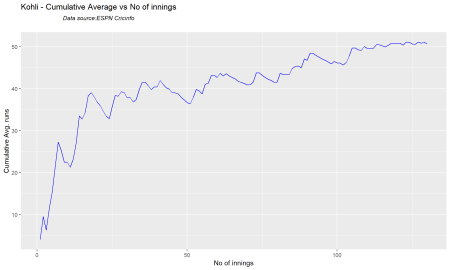 Kohli - Cumulative Average vs No of innings
Data source:ESPN Cricinfo
50
40
30
20
10
Cumulative Avg. runs
0
50
100
No of innings